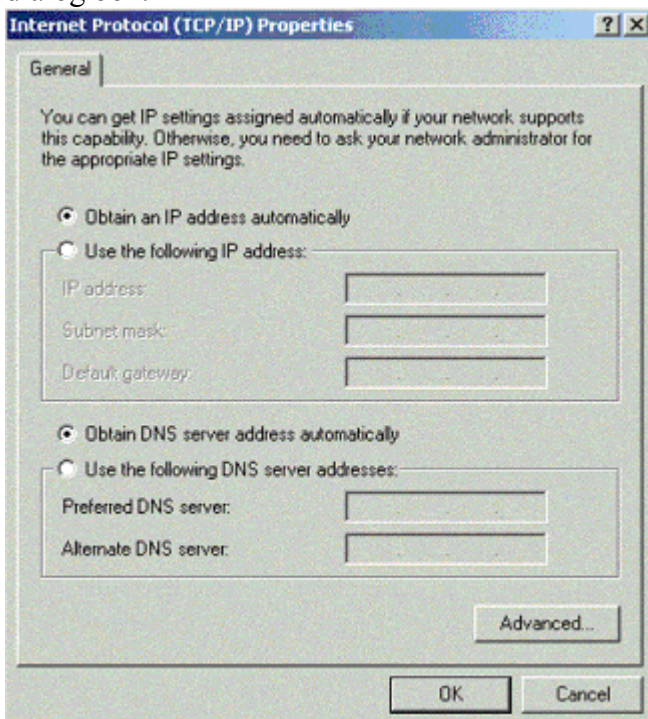 Internet Protocol (TCP/IP) Properties
General
You can get IP settings assigned automatically if your network supports
this capability. Otherwise, you need to ask your network administrator for
the appropriate IP settings.
Obtain an IP address automatically
Use the following IP address:
IP address:
Subnet mask:
Default gateway:
Obtain DNS server address automatically
Use the following DNS server addresses:
Preferred DNS server:
Alternate DNS server:
Advanced...
OK Cancel